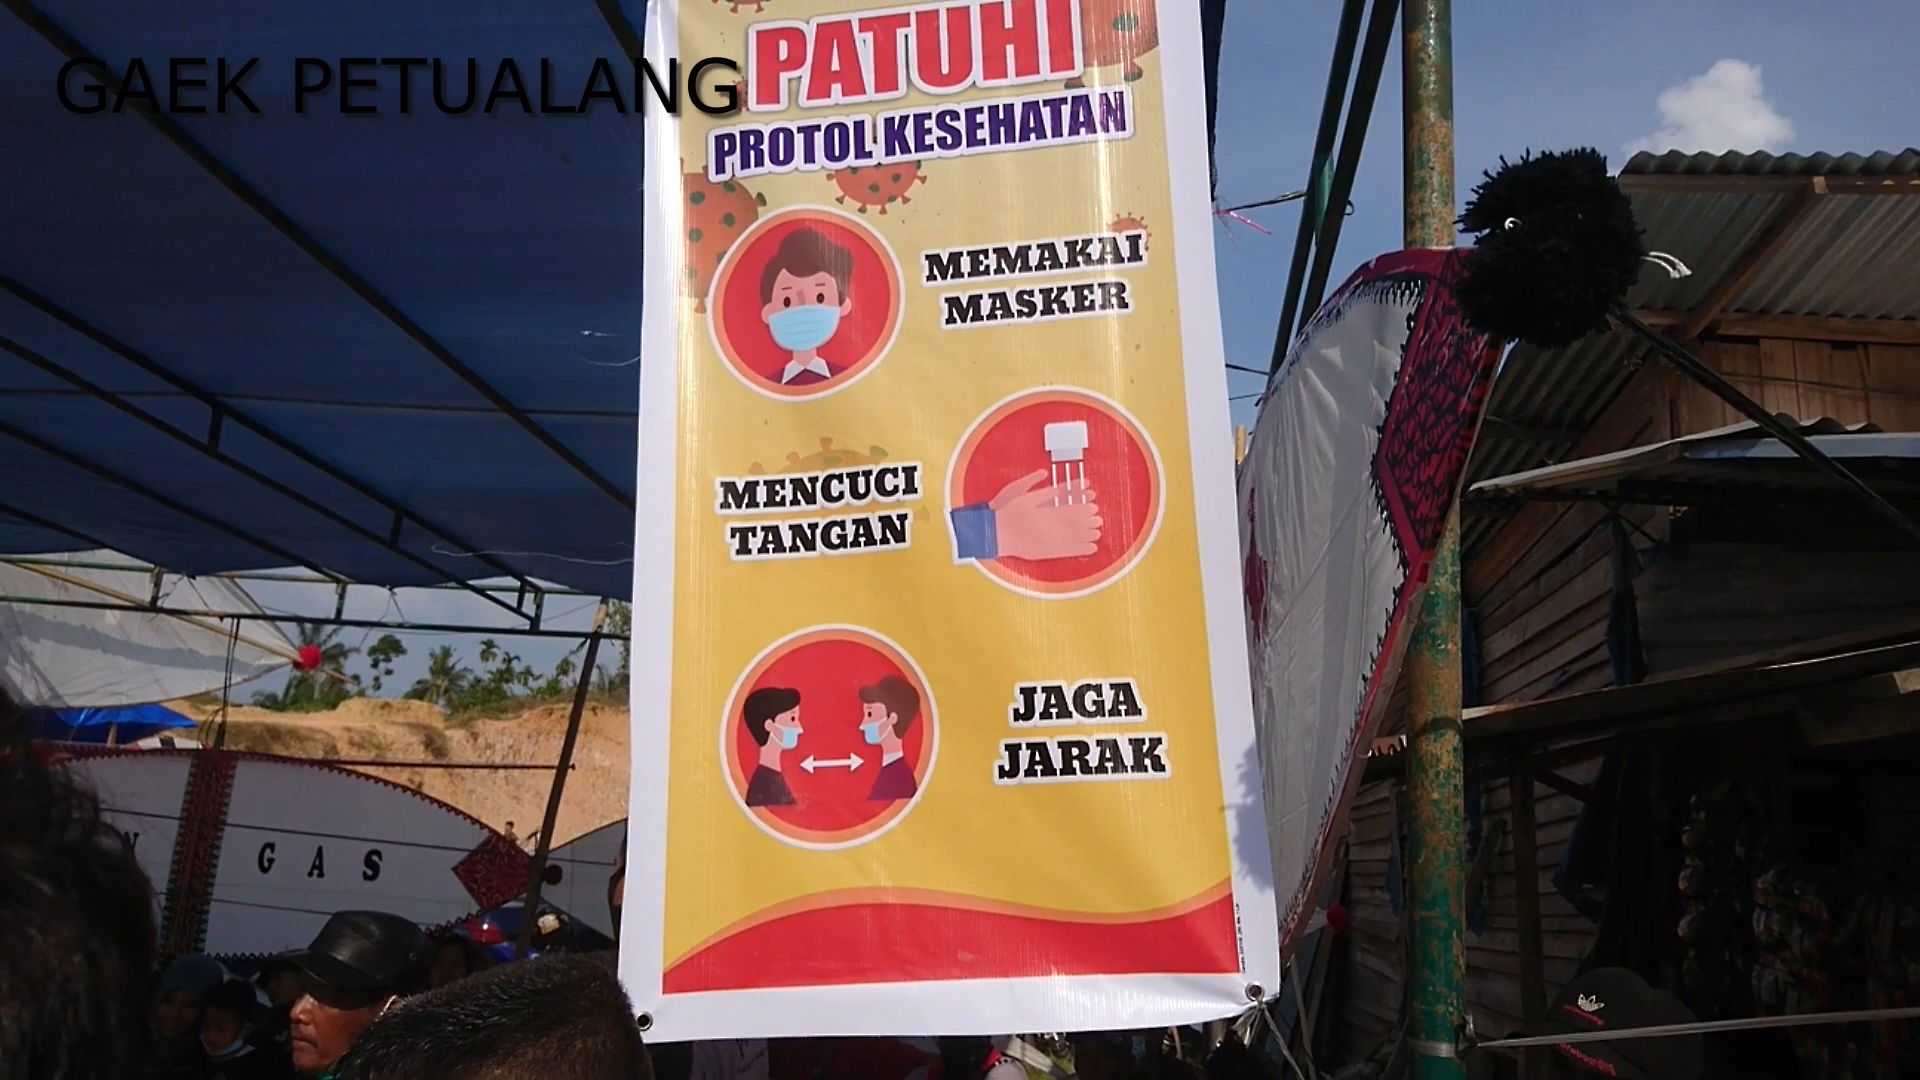 GAEK PETUALANG
PATUHI
PROTOL KESEHATAN
MEMAKAI
MASKER
MENCUCI
TANGAN
JAGA
JARAK
G A S